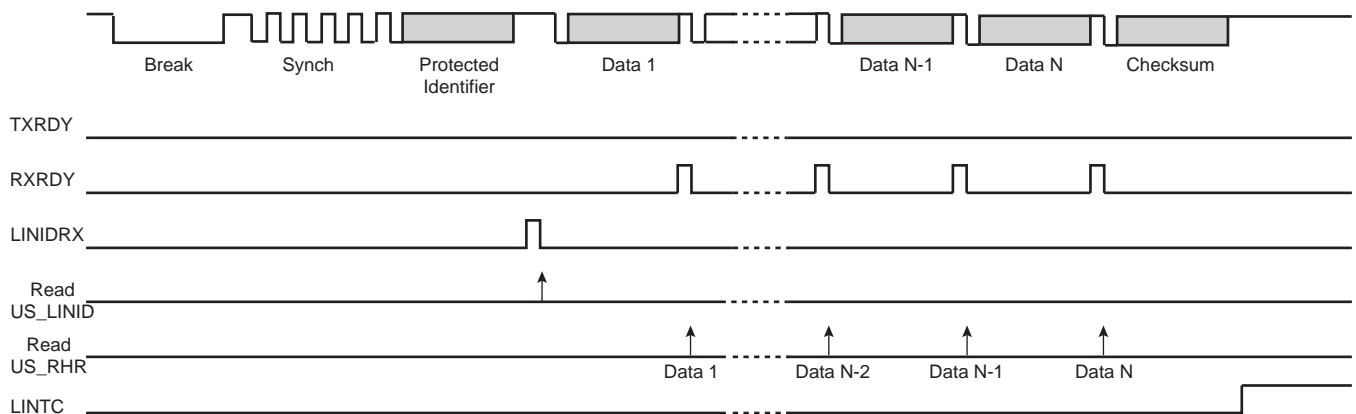 Break
Synch
Protected
Identifier
Data 1
Data N-1
Data N
Checksum
TXRDY
RXRDY
LINIDRX
Read
US_LINID
Read
US_RHR
Data 1
Data N-2
Data N-1
Data N
LINTC